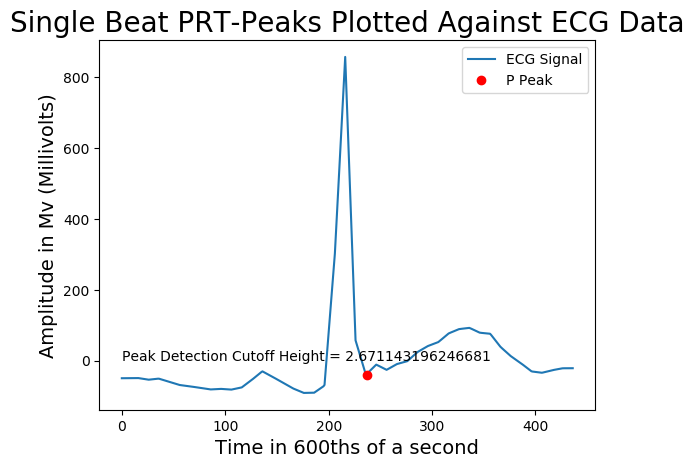 Single Beat PRT-Peaks Plotted Against ECG Data
ECG Signal
P Peak
Amplitude in Mv (Millivolts)
800
600
400
200
0
Peak Detection Cutoff Height = 2.671143196246681
0
100
200
300
400
Time in 600ths of a second